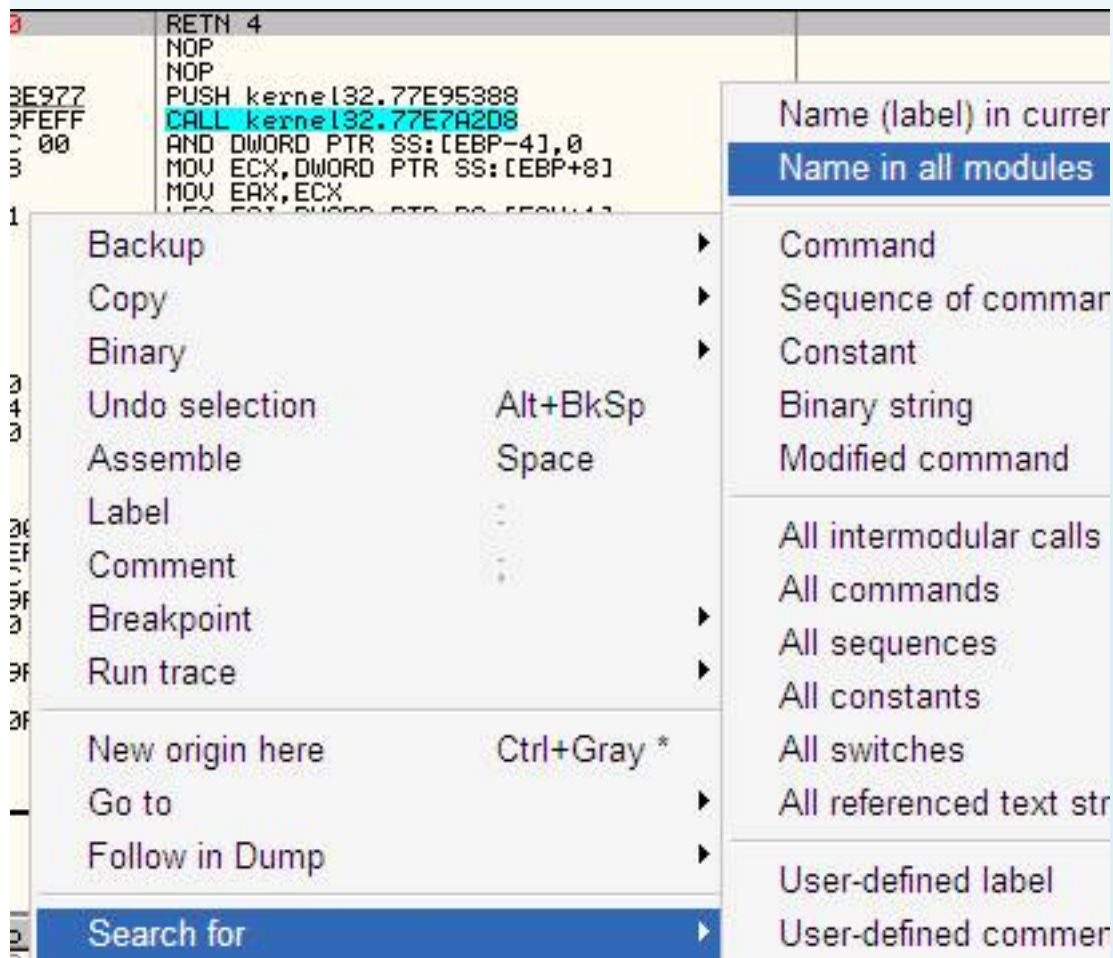 RETN 4
NOP
NOP
3E977 PUSH kernel32.77E95388
9FEFF CALL kernel32.77E7A2D8
C 00 AND DWORD PTR SS:[EBP-4],0
MOV ECX,DWORD PTR SS:[EBP+8]
MOV EAX,ECX
Backup
Copy
Binary
Undo selection Alt+BkSp
Assemble Space
Label :
Comment ;
Breakpoint
Run trace
New origin here Ctrl+Gray *
Go to
Follow in Dump
Search for
Name (label) in curren
Name in all modules
Command
Sequence of comman
Constant
Binary string
Modified command
All intermodular calls
All commands
All sequences
All constants
All switches
All referenced text str
User-defined label
User-defined commen